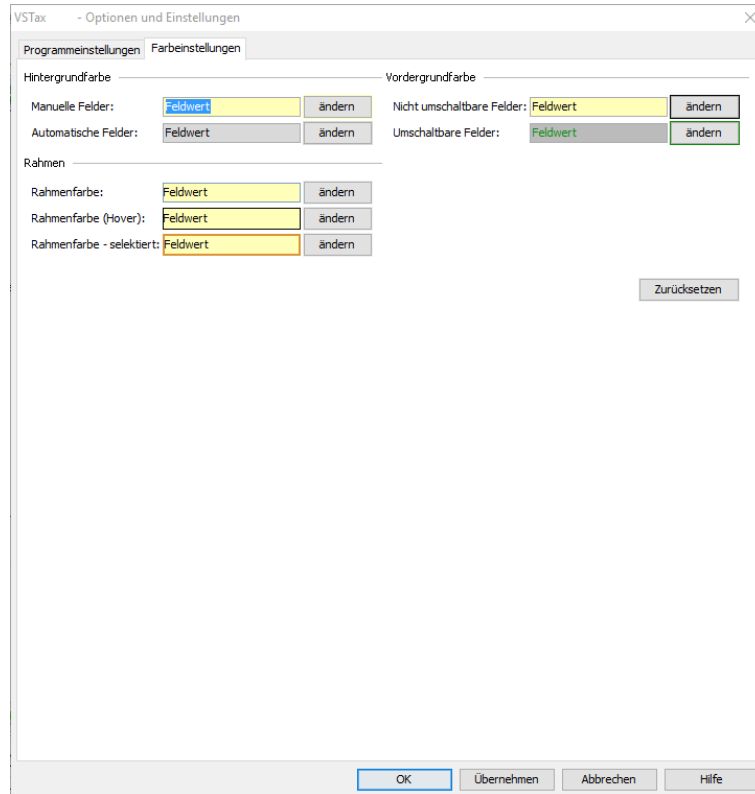 VSTax - Optionen und Einstellungen
Programmeinstellungen Farbeinstellungen
Hintergrundfarbe Vordergrundfarbe
Manuelle Felder: Feldwert ändern Nicht umschaltbare Felder: Feldwert ändern
Automatische Felder: Feldwert ändern Umschaltbare Felder: Feldwert ändern
Rahmen
Rahmenfarbe: Feldwert ändern
Rahmenfarbe (Hover): Feldwert ändern
Rahmenfarbe - selektiert: Feldwert ändern
Zurücksetzen
OK Übernehmen Abbrechen Hilfe